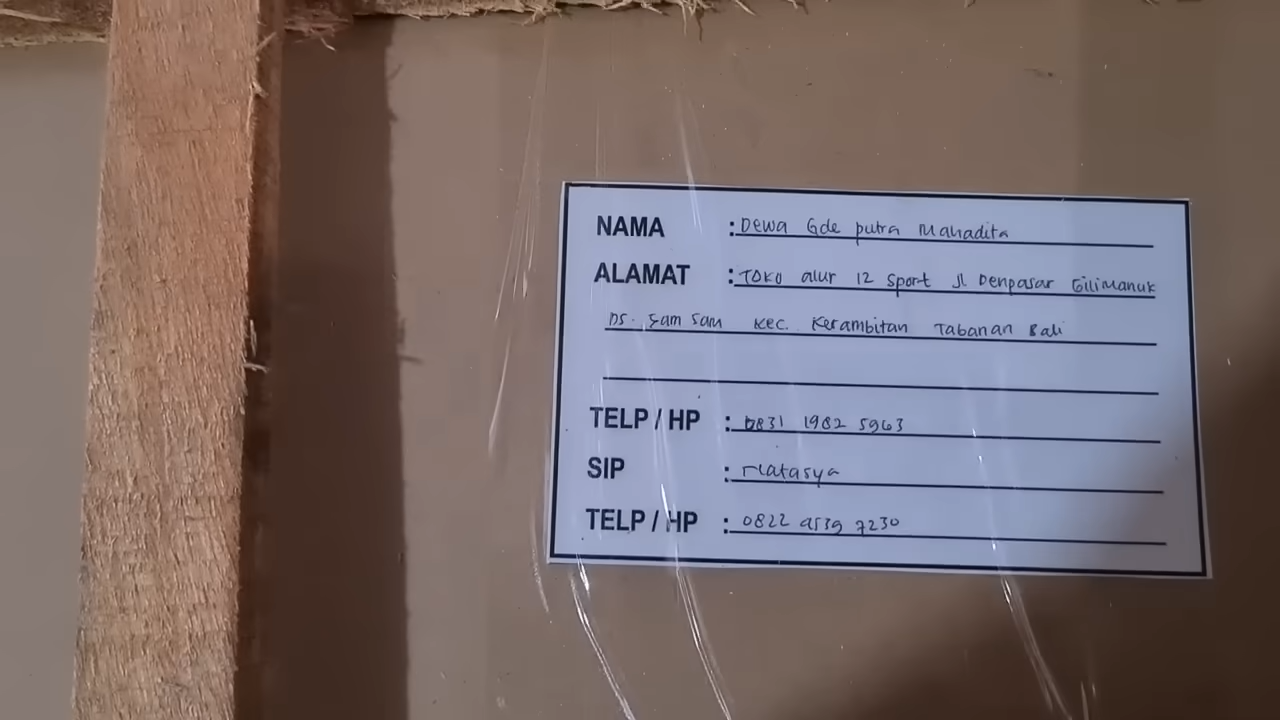 NAMA : Dewa Gde putra Mahadita
ALAMAT : TOKO alur 12 Sport Jl Denpasar Gilimanuk
Ds. Sam Sam Kec. Kerambitan Tabanan Bali
TELP / HP : 0831 1982 5963
SIP : Natasya
TELP / HP : 0822 9539 7230